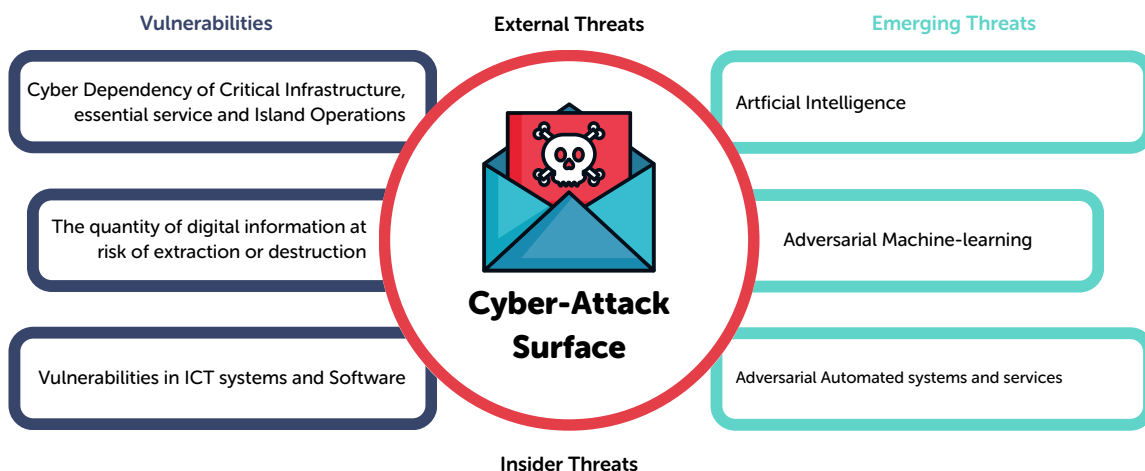 Vulnerabilities
External Threats
Emerging Threats
Cyber Dependency of Critical Infrastructure,
essential service and Island Operations
Artficial Intelligence
The quantity of digital information at
risk of extraction or destruction
Adversarial Machine-learning
Cyber-Attack
Surface
Vulnerabilities in ICT systems and Software
Adversarial Automated systems and services
Insider Threats